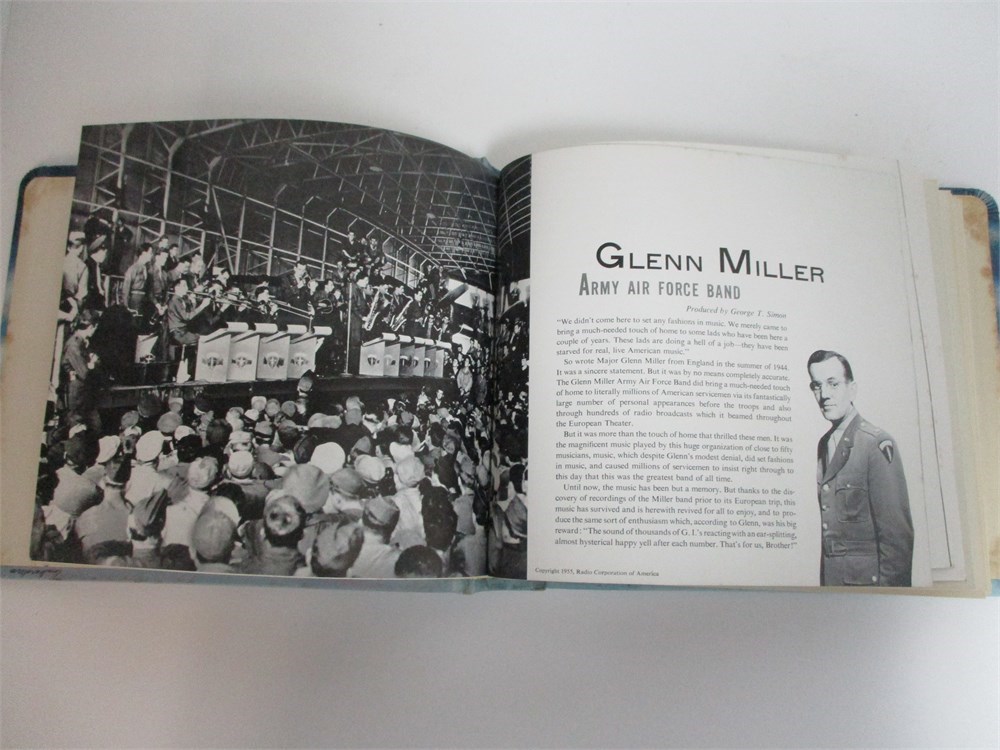 GLENN MILLER
ARMY AIR FORCE BAND
Produced by George T. Simon
"We didn't come here to set any fashions in music. We merely came to
bring a much-needed touch of home to some lads who have been here a
couple of years. These lads are doing a hell of a job—they have been
starved for real, live American music."
So wrote Major Glenn Miller from England in the summer of 1944.
It was a sincere statement. But it was by no means completely accurate.
The Glenn Miller Army Air Force Band did bring a much-needed touch
of home to literally millions of American servicemen via its fantastically
large number of personal appearances before the troops and also
through hundreds of radio broadcasts which it beamed throughout
the European Theater.
But it was more than the touch of home that thrilled these men. It was
the magnificent music played by this huge organization of close to fifty
musicians, music, which despite Glenn's modest denial, did set fashions
in music, and caused millions of servicemen to insist right through to
this day that this was the greatest band of all time.
Until now, the music has been but a memory. But thanks to the dis-
covery of recordings of the Miller band prior to its European trip, this
music has survived and is herewith revived for all to enjoy, and to pro-
duce the same sort of enthusiasm which, according to Glenn, was his big
reward: "The sound of thousands of G. I.'s reacting with an ear-splitting,
almost hysterical happy yell after each number. That's for us, Brother!"
Copyright 1955, Radio Corporation of America